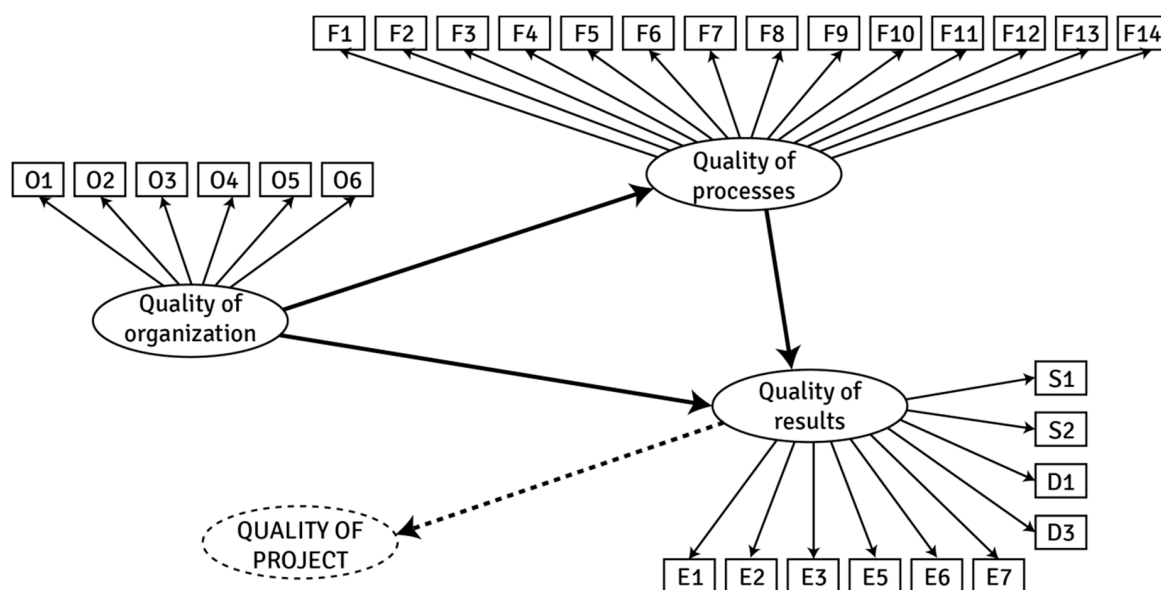 F1 F2 F3 F4 F5 F6 F7 F8 F9 F10 F11 F12 F13 F14
Quality of
processes
O1 O2 O3 O4 O5 O6
Quality of
organization
Quality of
results
S1
S2
D1
D3
QUALITY OF
PROJECT
E1 E2 E3 E5 E6 E7